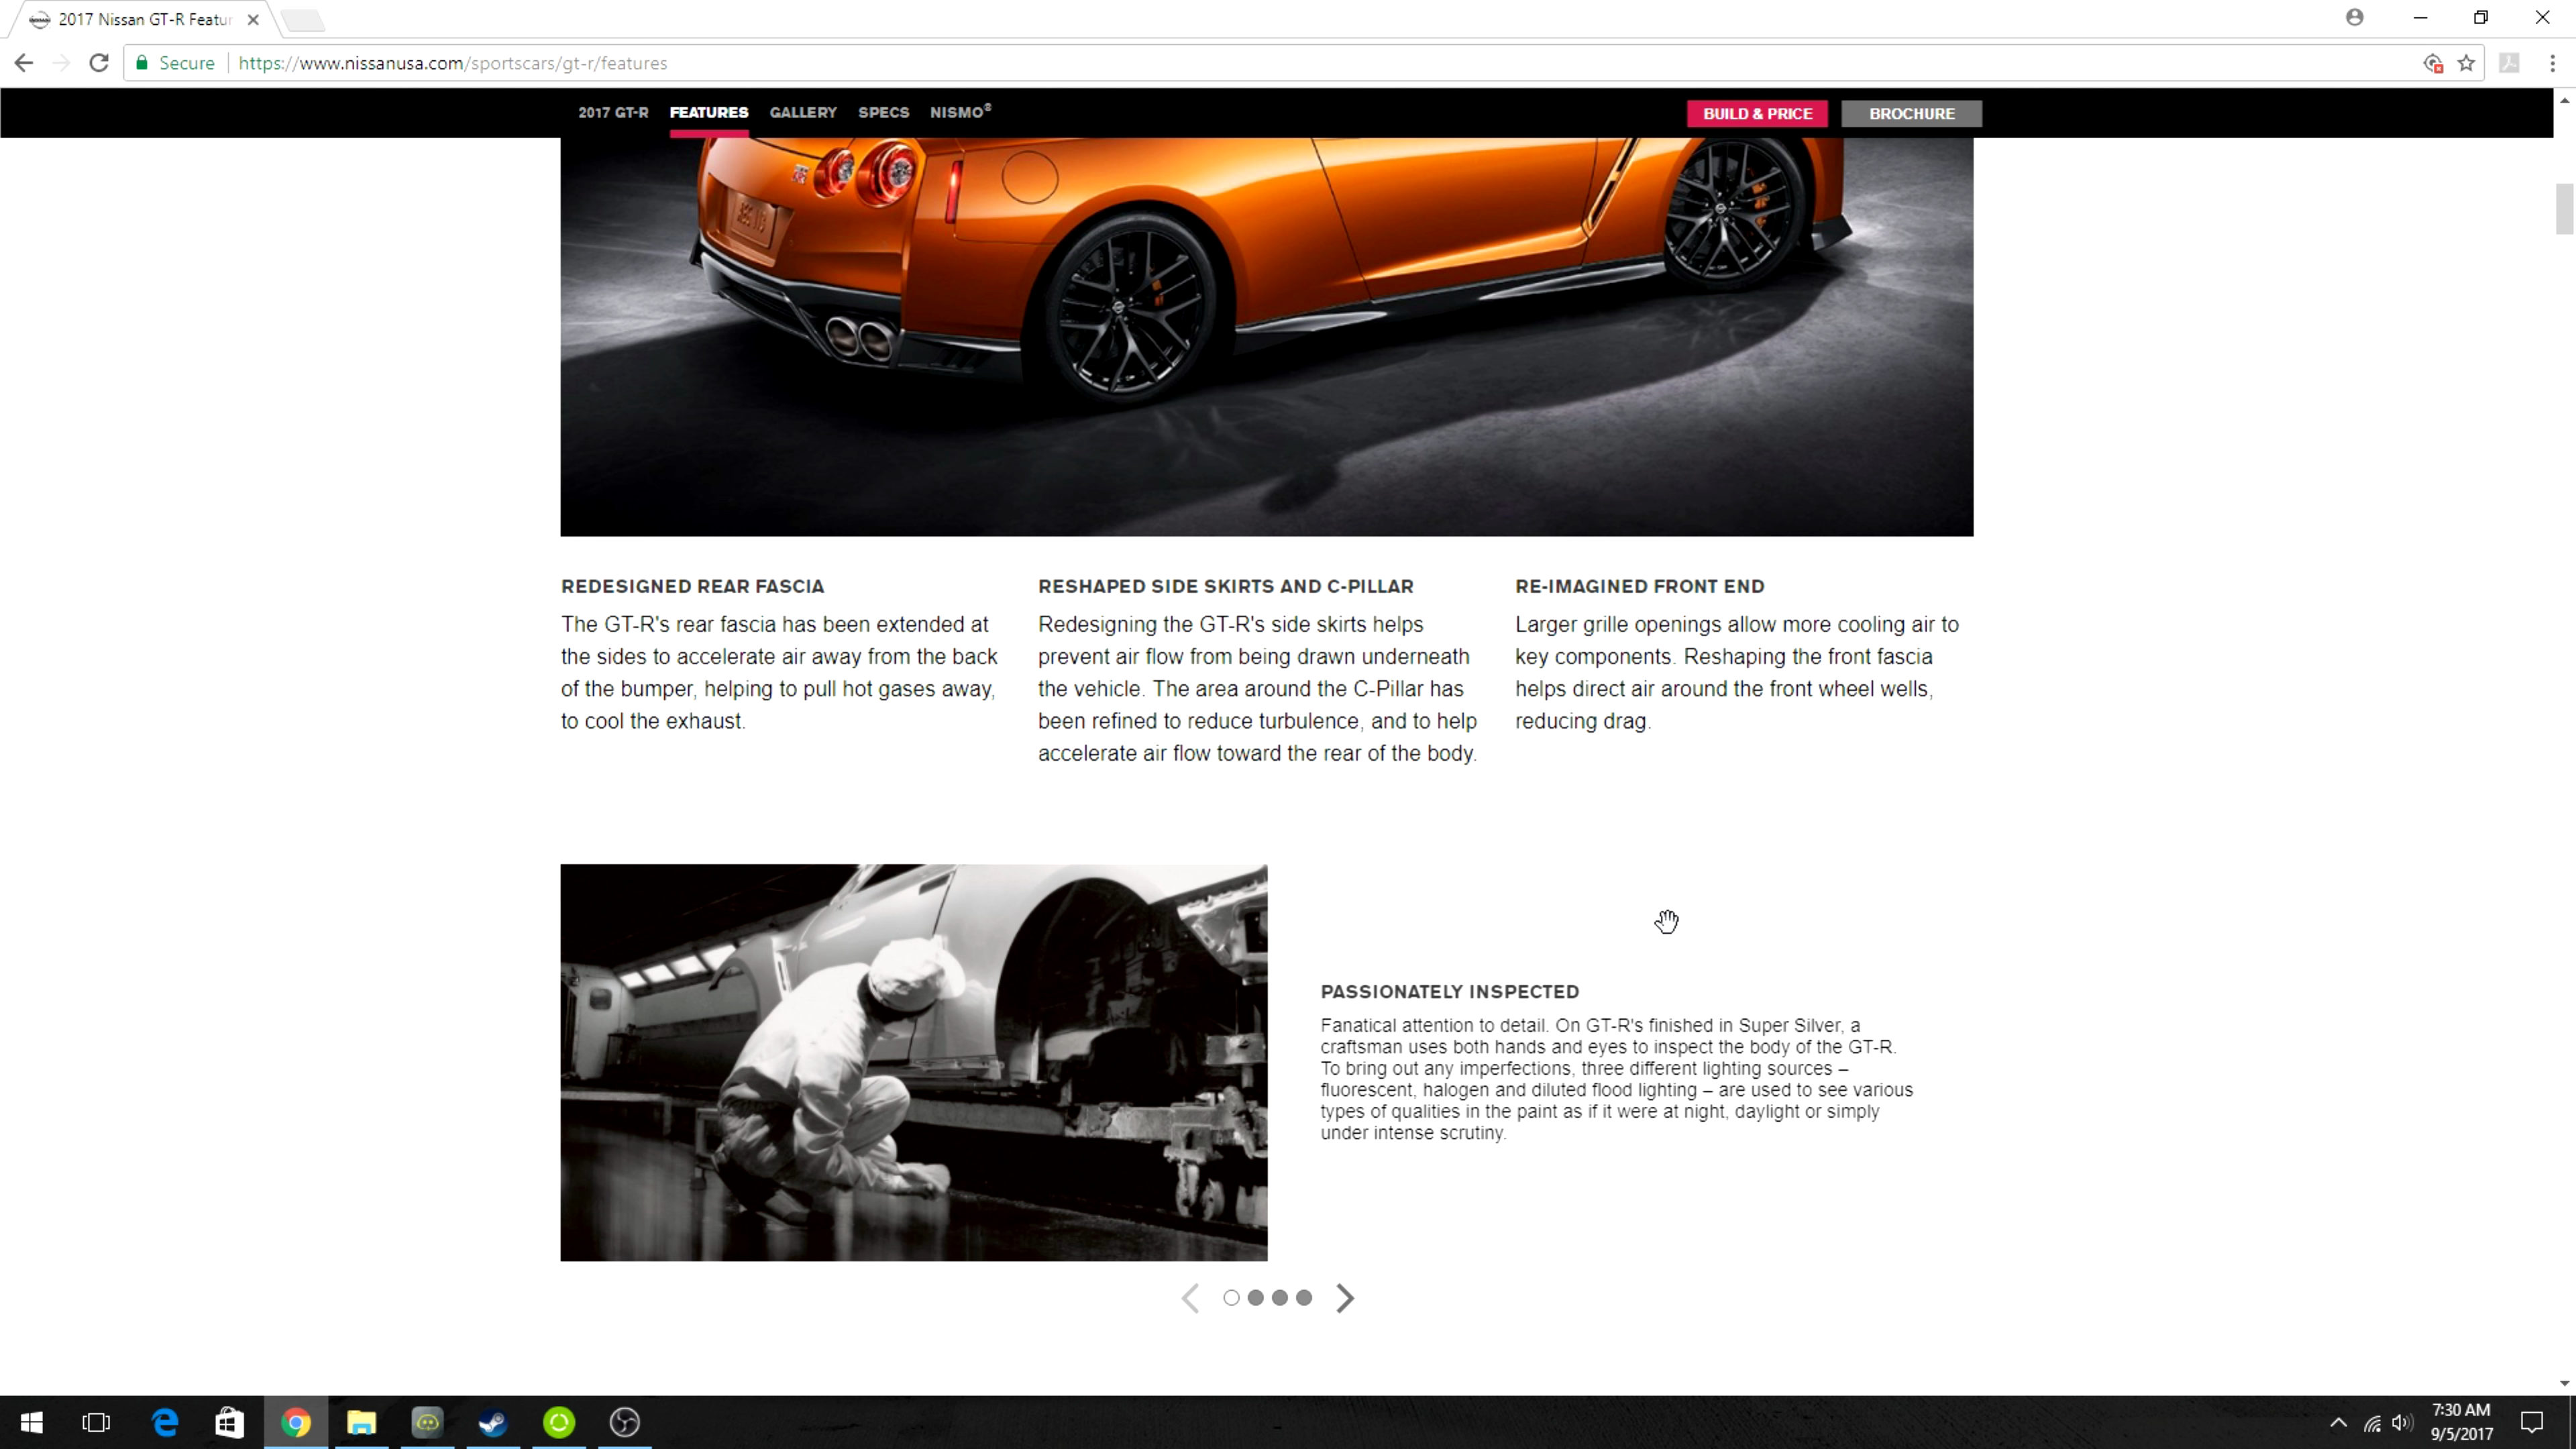 2017 Nissan GT-R Featur
Secure
https://www.nissanusa.com/sportscars/gt-r/features
2017 GT-R FEATURES GALLERY SPECS NISMO®
BUILD & PRICE BROCHURE
REDESIGNED REAR FASCIA
The GT-R's rear fascia has been extended at
the sides to accelerate air away from the back
of the bumper, helping to pull hot gases away,
to cool the exhaust.
RESHAPED SIDE SKIRTS AND C-PILLAR
Redesigning the GT-R's side skirts helps
prevent air flow from being drawn underneath
the vehicle. The area around the C-Pillar has
been refined to reduce turbulence, and to help
accelerate air flow toward the rear of the body.
RE-IMAGINED FRONT END
Larger grille openings allow more cooling air to
key components. Reshaping the front fascia
helps direct air around the front wheel wells,
reducing drag.
PASSIONATELY INSPECTED
Fanatical attention to detail. On GT-R's finished in Super Silver, a
craftsman uses both hands and eyes to inspect the body of the GT-R.
To bring out any imperfections, three different lighting sources –
fluorescent, halogen and diluted flood lighting – are used to see various
types of qualities in the paint as if it were at night, daylight or simply
under intense scrutiny.
7:30 AM
9/5/2017